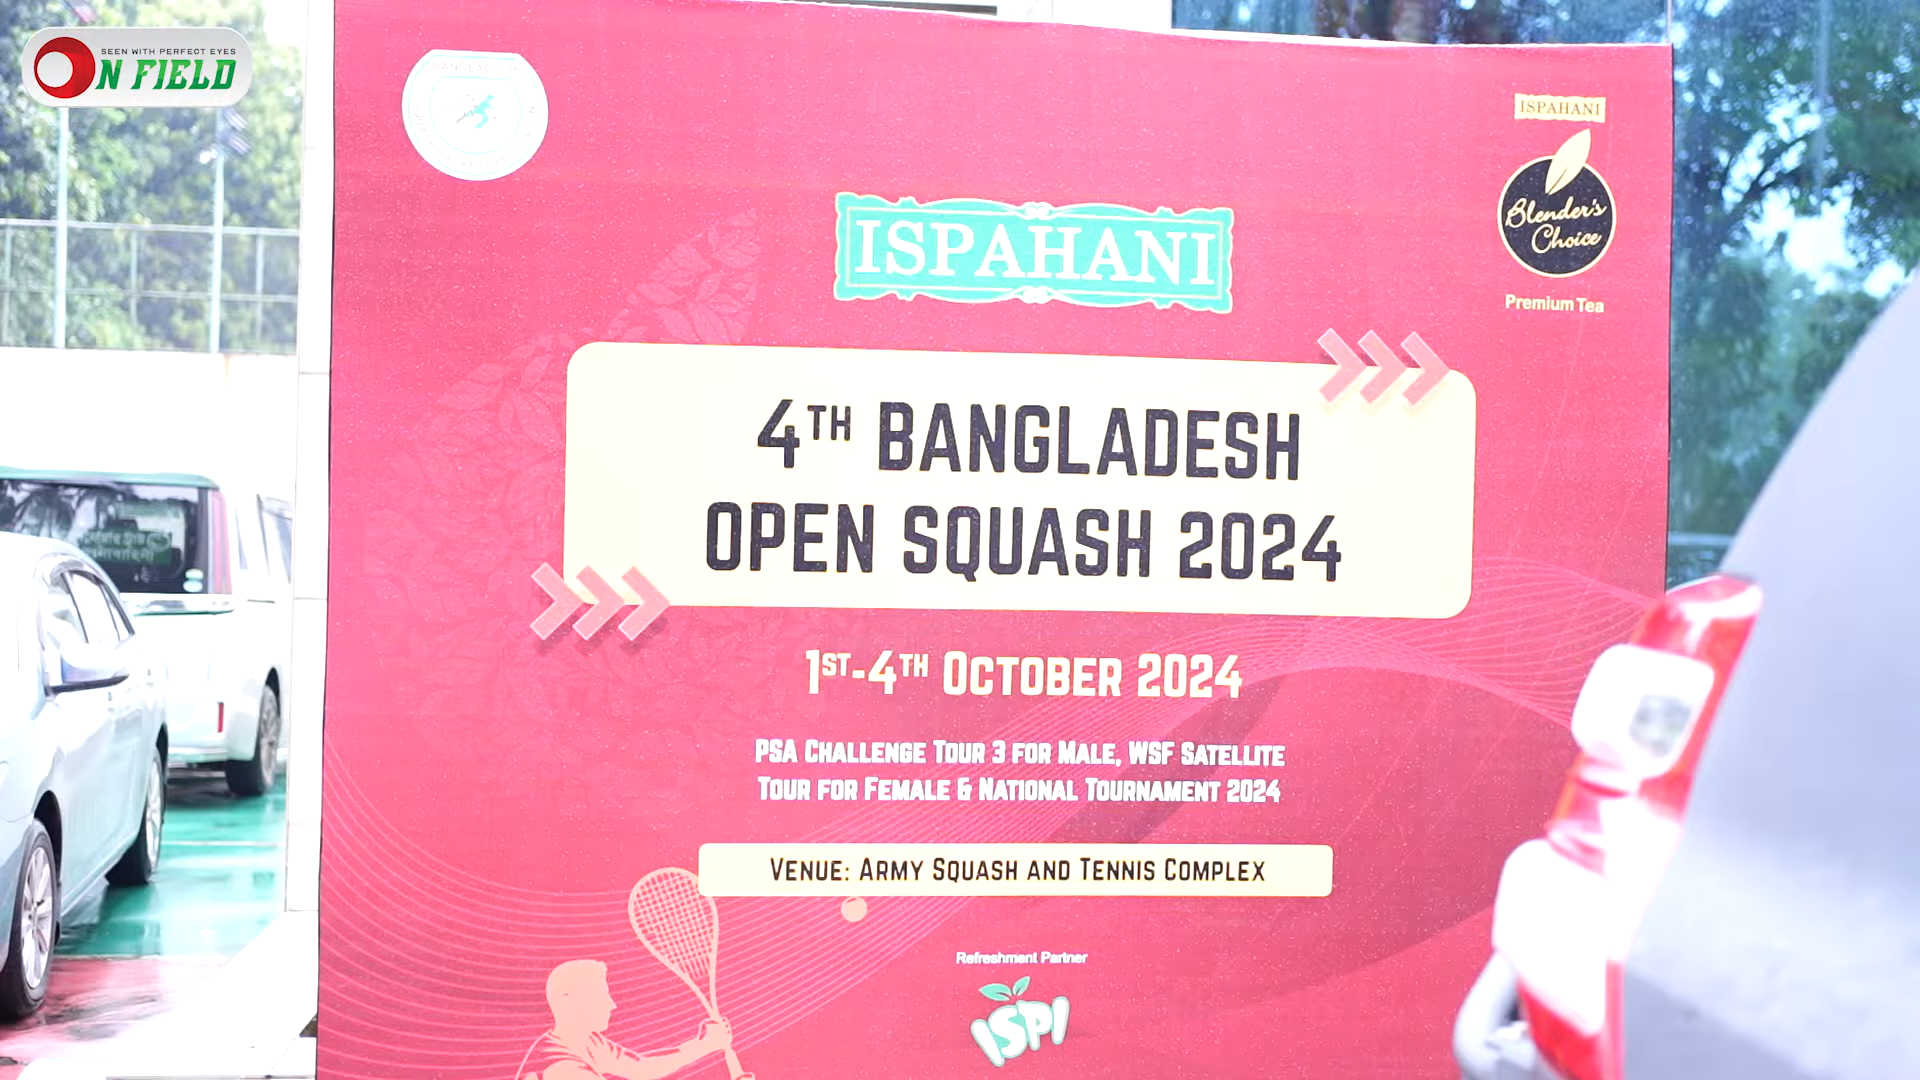 SEEN WITH PERFECT EYES
ON FIELD
BANGLADESH
ISPAHANI
Blender's
Choice
Premium Tea
ISPAHANI
4TH BANGLADESH
OPEN SQUASH 2024
1ST-4TH OCTOBER 2024
PSA CHALLENGE TOUR 3 FOR MALE, WSF SATELLITE
TOUR FOR FEMALE & NATIONAL TOURNAMENT 2024
VENUE: ARMY SQUASH AND TENNIS COMPLEX
Refreshment Partner
ISPI